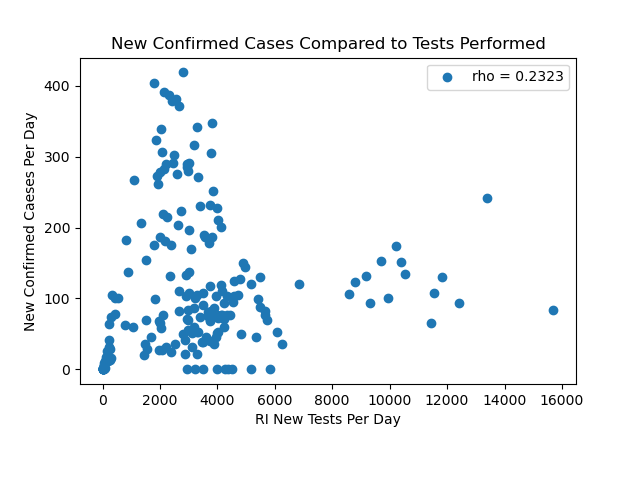 New Confirmed Cases Compared to Tests Performed
rho = 0.2323
400
300
200
100
0
New Confirmed Caeses Per Day
0 2000 4000 6000 8000 10000 12000 14000 16000
RI New Tests Per Day